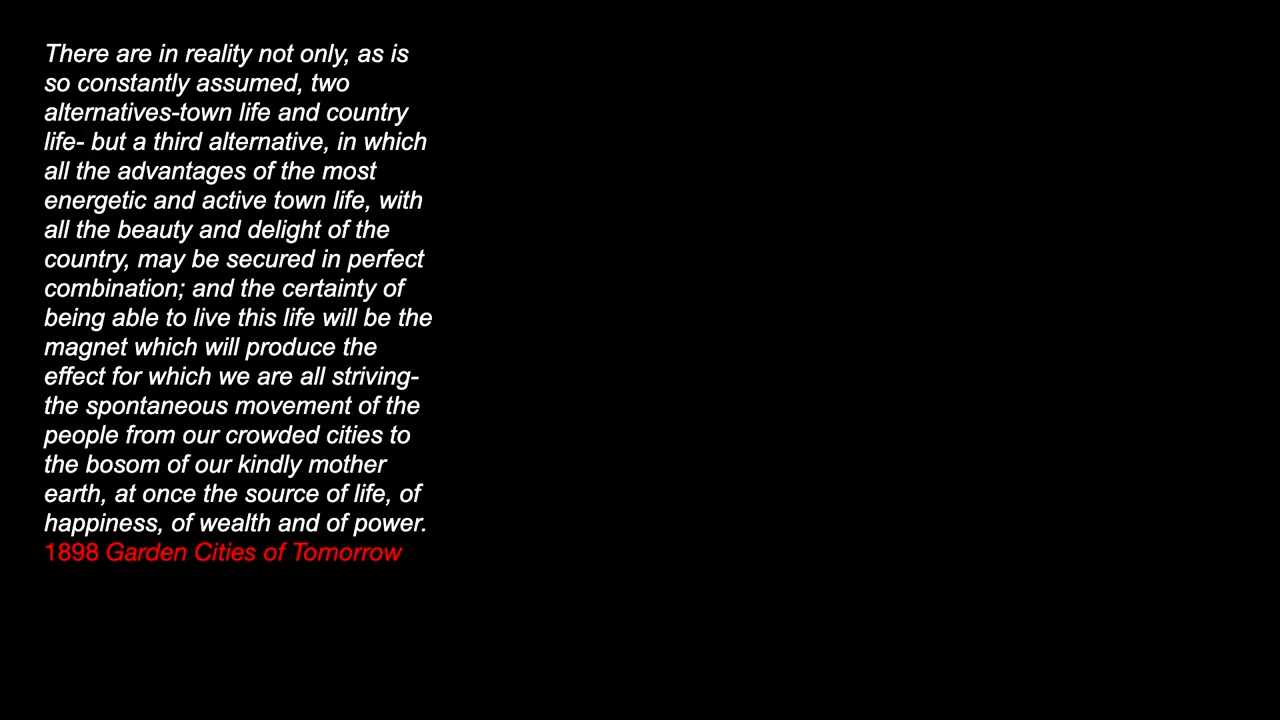 There are in reality not only, as is
so constantly assumed, two
alternatives-town life and country
life- but a third alternative, in which
all the advantages of the most
energetic and active town life, with
all the beauty and delight of the
country, may be secured in perfect
combination; and the certainty of
being able to live this life will be the
magnet which will produce the
effect for which we are all striving-
the spontaneous movement of the
people from our crowded cities to
the bosom of our kindly mother
earth, at once the source of life, of
happiness, of wealth and of power.
1898 Garden Cities of Tomorrow